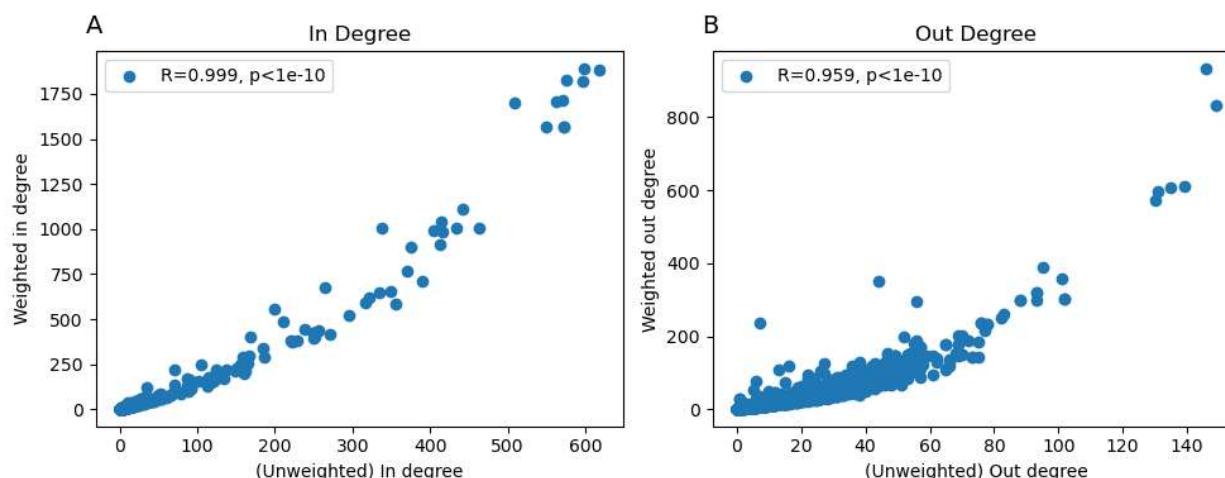 A
In Degree
R=0.999, p<1e-10
1750
1500
1250
1000
750
500
250
0
Weighted in degree
0 100 200 300 400 500 600
(Unweighted) In degree
B
Out Degree
R=0.959, p<1e-10
800
600
400
200
0
Weighted out degree
0 20 40 60 80 100 120 140
(Unweighted) Out degree